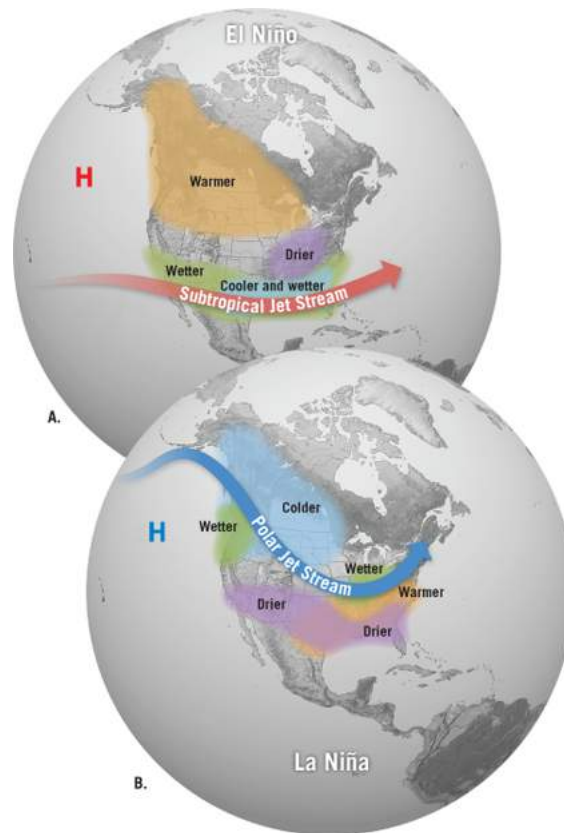 El Niño
H
Warmer
Drier
Wetter
Cooler and wetter
Subtropical Jet Stream
A.
Colder
Wetter
H
Polar Jet Stream
Wetter
Warmer
Drier
Drier
La Niña
B.